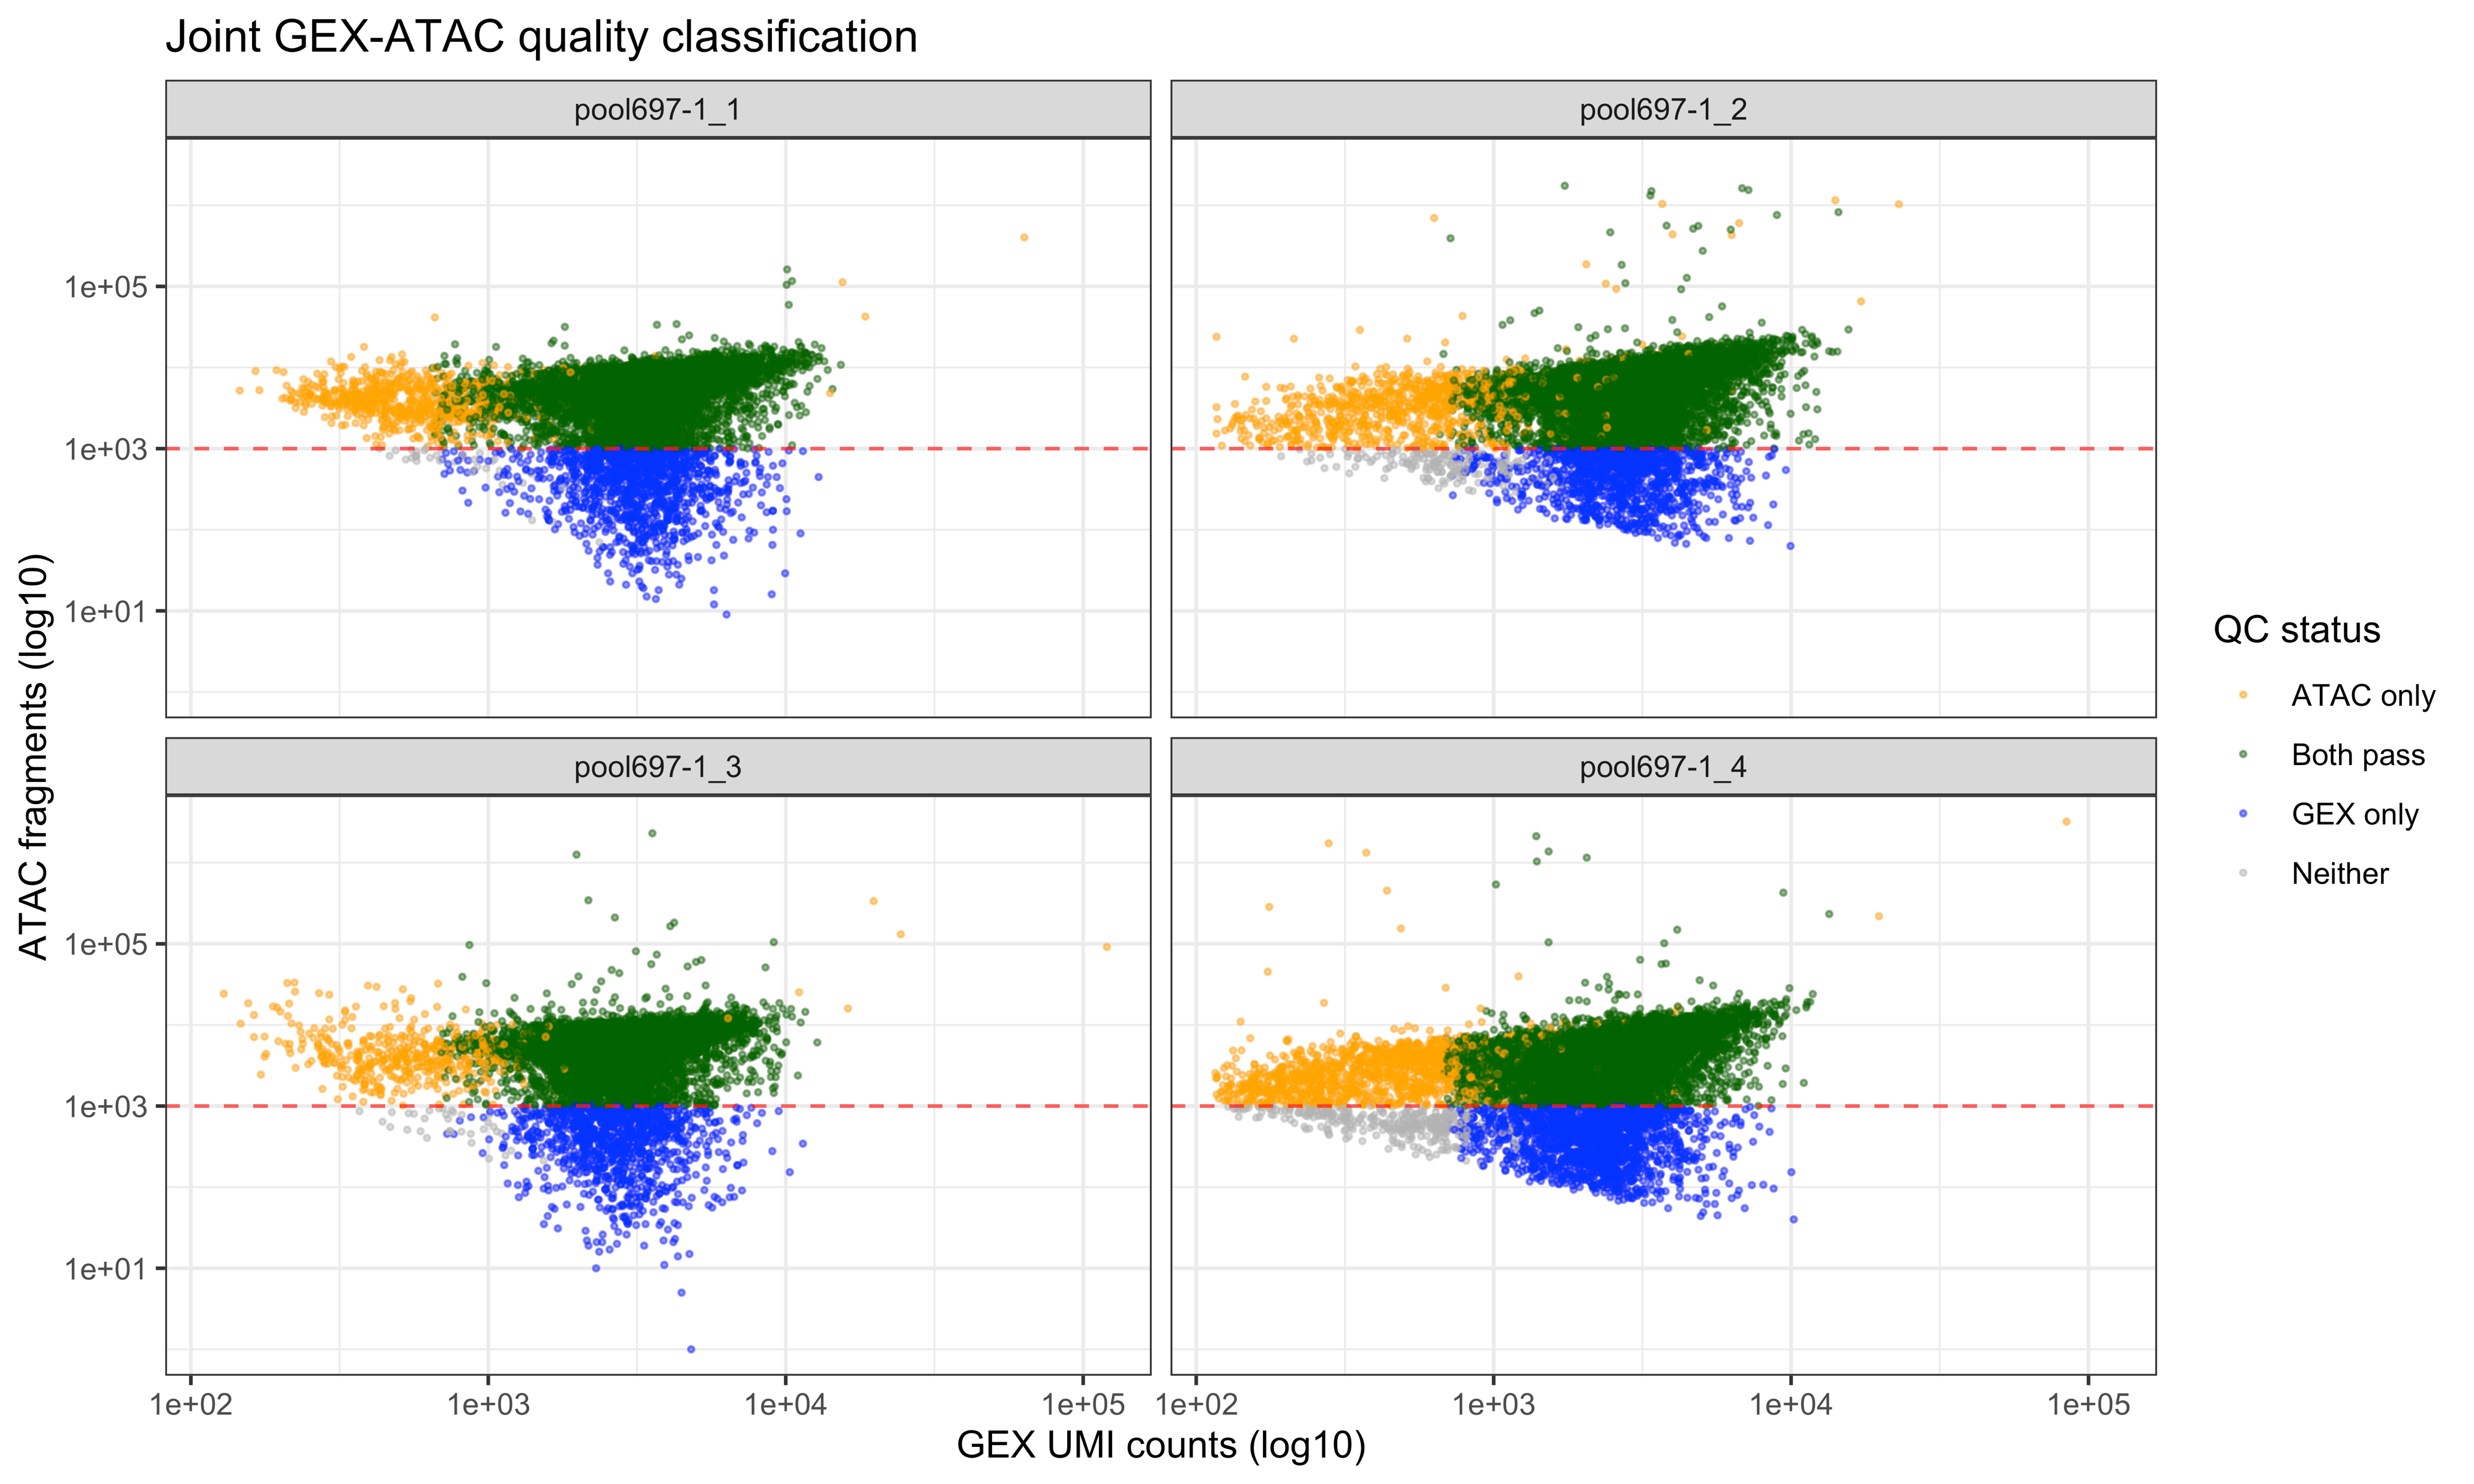 Joint GEX-ATAC quality classification
pool697-1_1
pool697-1_2
1e+05
1e+03
1e+01
pool697-1_3
pool697-1_4
1e+05
1e+03
1e+01
1e+02
1e+03
1e+04
1e+05
1e+02
1e+03
1e+04
1e+05
GEX UMI counts (log10)
ATAC fragments (log10)
QC status
ATAC only
Both pass
GEX only
Neither